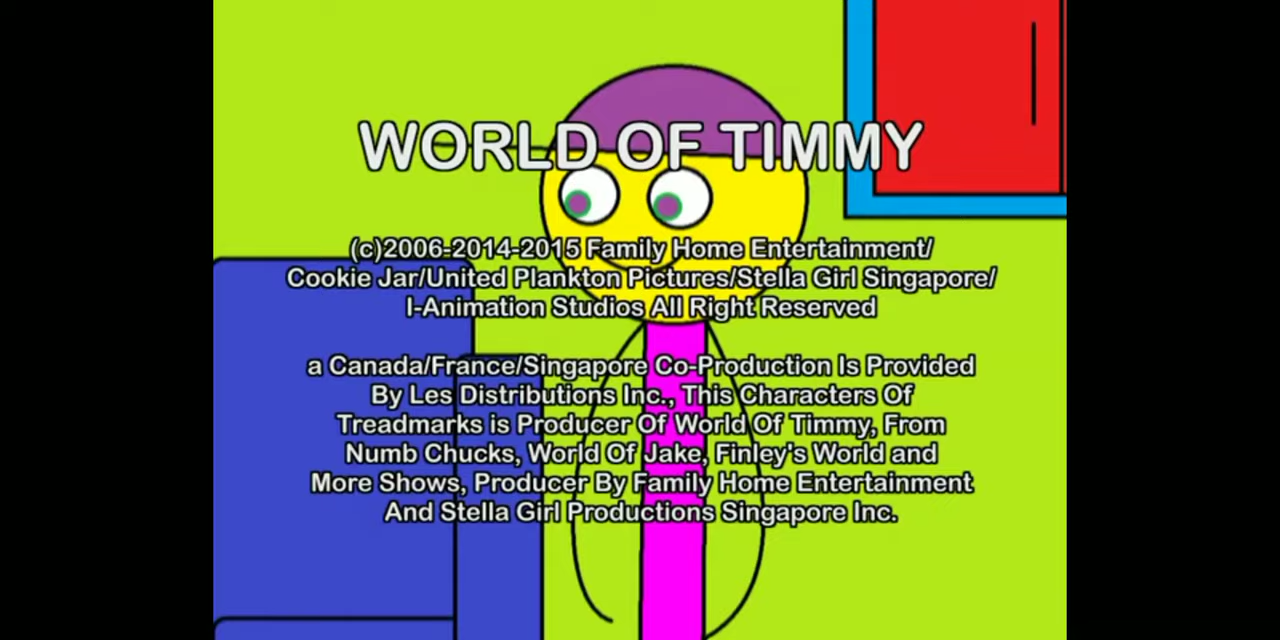 WORLD OF TIMMY
(c)2006-2014-2015 Family Home Entertainment/
Cookie Jar/United Plankton Pictures/Stella Girl Singapore/
I-Animation Studios All Right Reserved
a Canada/France/Singapore Co-Production Is Provided
By Les Distributions Inc., This Characters Of
Treadmarks is Producer Of World Of Timmy, From
Numb Chucks, World Of Jake, Finley's World and
More Shows, Producer By Family Home Entertainment
And Stella Girl Productions Singapore Inc.